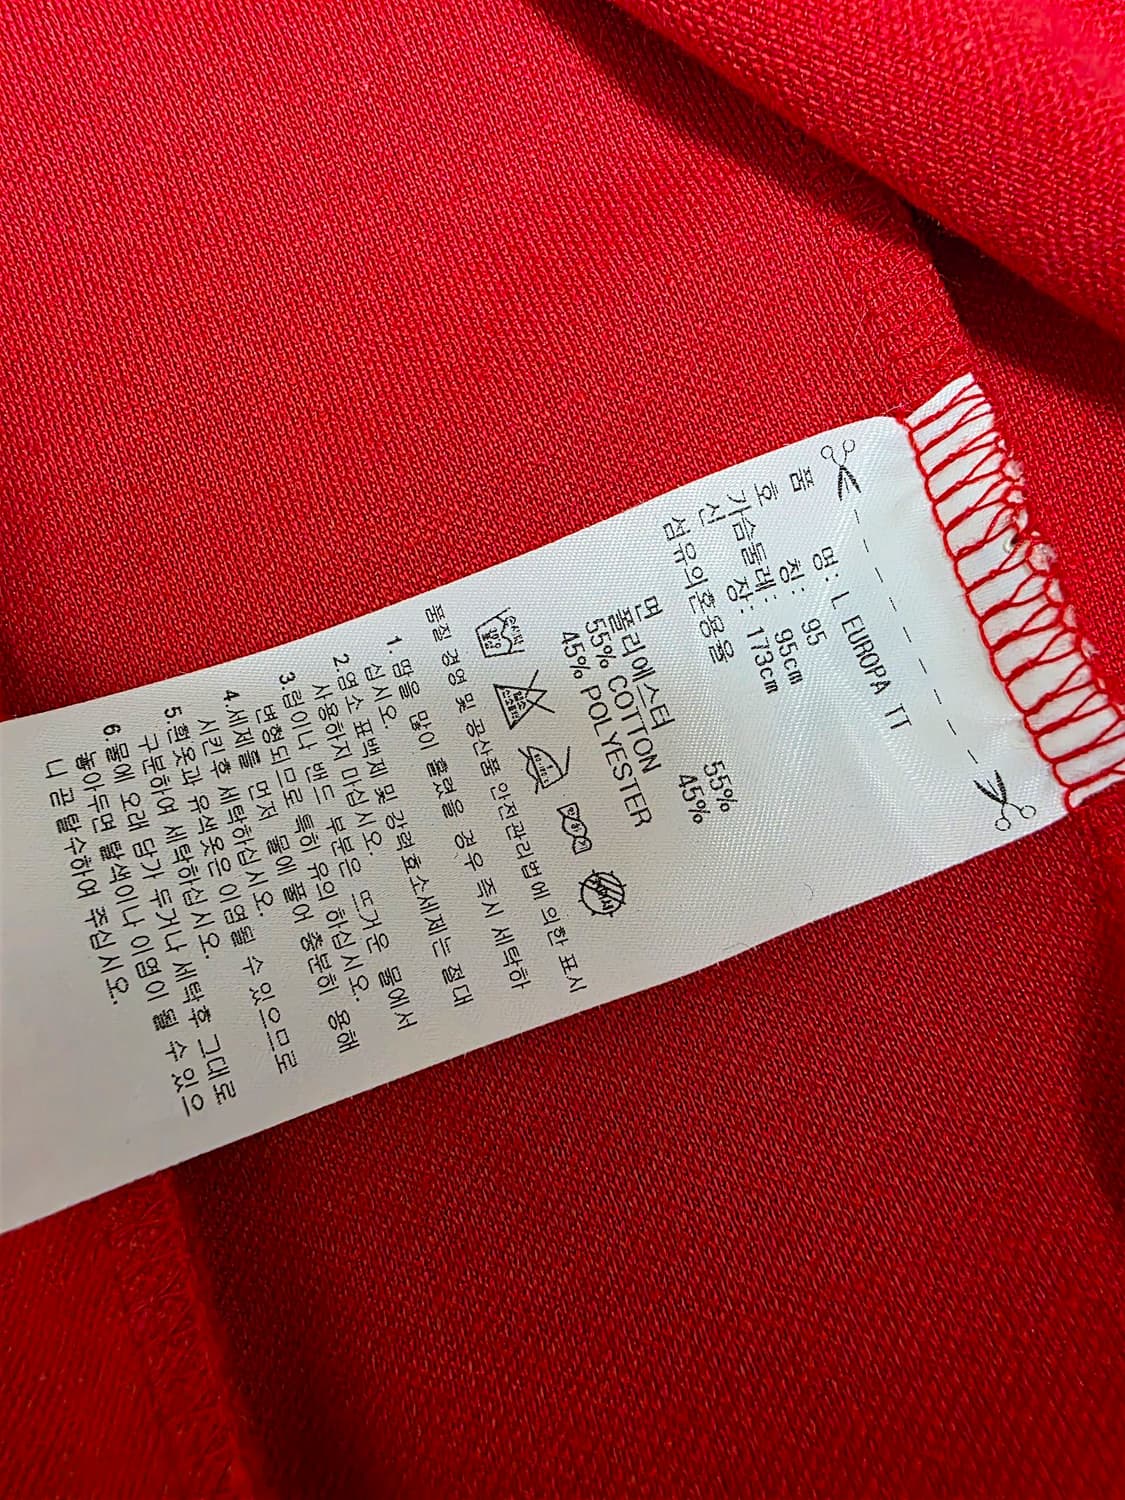 품 명: L EUROPA TT
호 칭: 95
가슴둘레: 95cm
신 장: 173cm
섬유의혼용율
면 55%
폴리에스터 45%
55% COTTON
45% POLYESTER
품질 경영 및 공산품 안전관리법에 의한 표시
1. 땀을 많이 흘렸을 경우 즉시 세탁하
십시오.
2.염소 표백제 및 강력효소세제는 절대
사용하지 마십시오.
3.립이나 밴드 부분은 뜨거운 물에서
변형되므로 특히 유의 하십시오.
4.세제를 먼저 물에 풀어 충분히 용해
시킨후 세탁하십시오.
5.흰옷과 유색옷은 이염될 수 있으므로
구분하여 세탁하십시오.
6.물에 오래 담가 두거나 세탁후 그대로
놓아두면 탈색이나 이염이 될 수 있으
니 곧 탈수하여 주십시오.